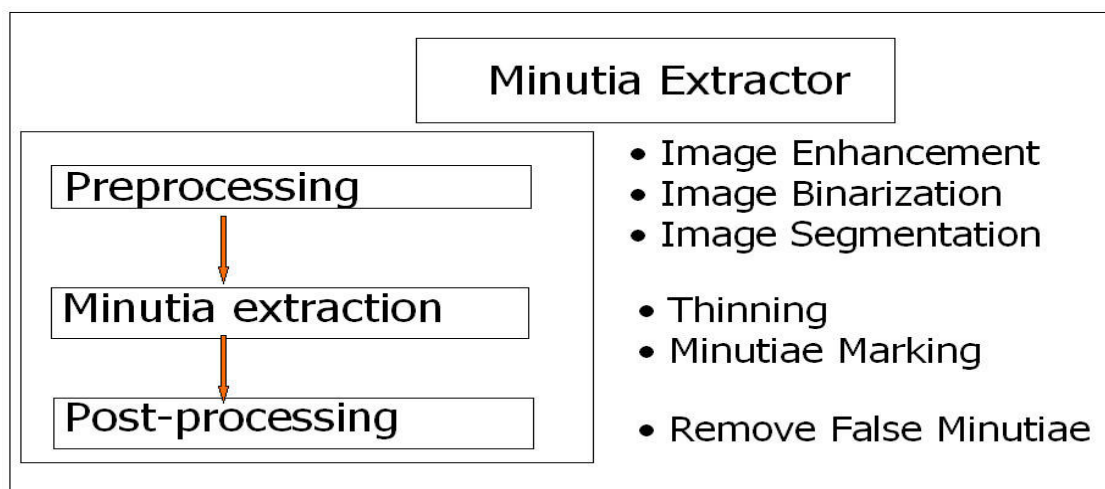 Minutia Extractor
Preprocessing
• Image Enhancement
• Image Binarization
• Image Segmentation
Minutia extraction
• Thinning
• Minutiae Marking
Post-processing
• Remove False Minutiae